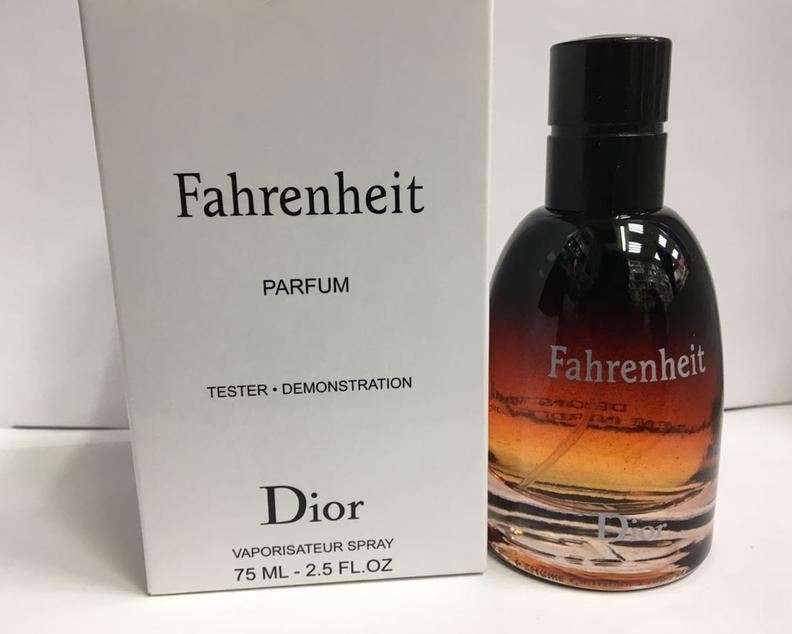 Fahrenheit
PARFUM
TESTER • DEMONSTRATION
Dior
VAPORISATEUR SPRAY
75 ML - 2.5 FL.OZ
Fahrenheit
Dior